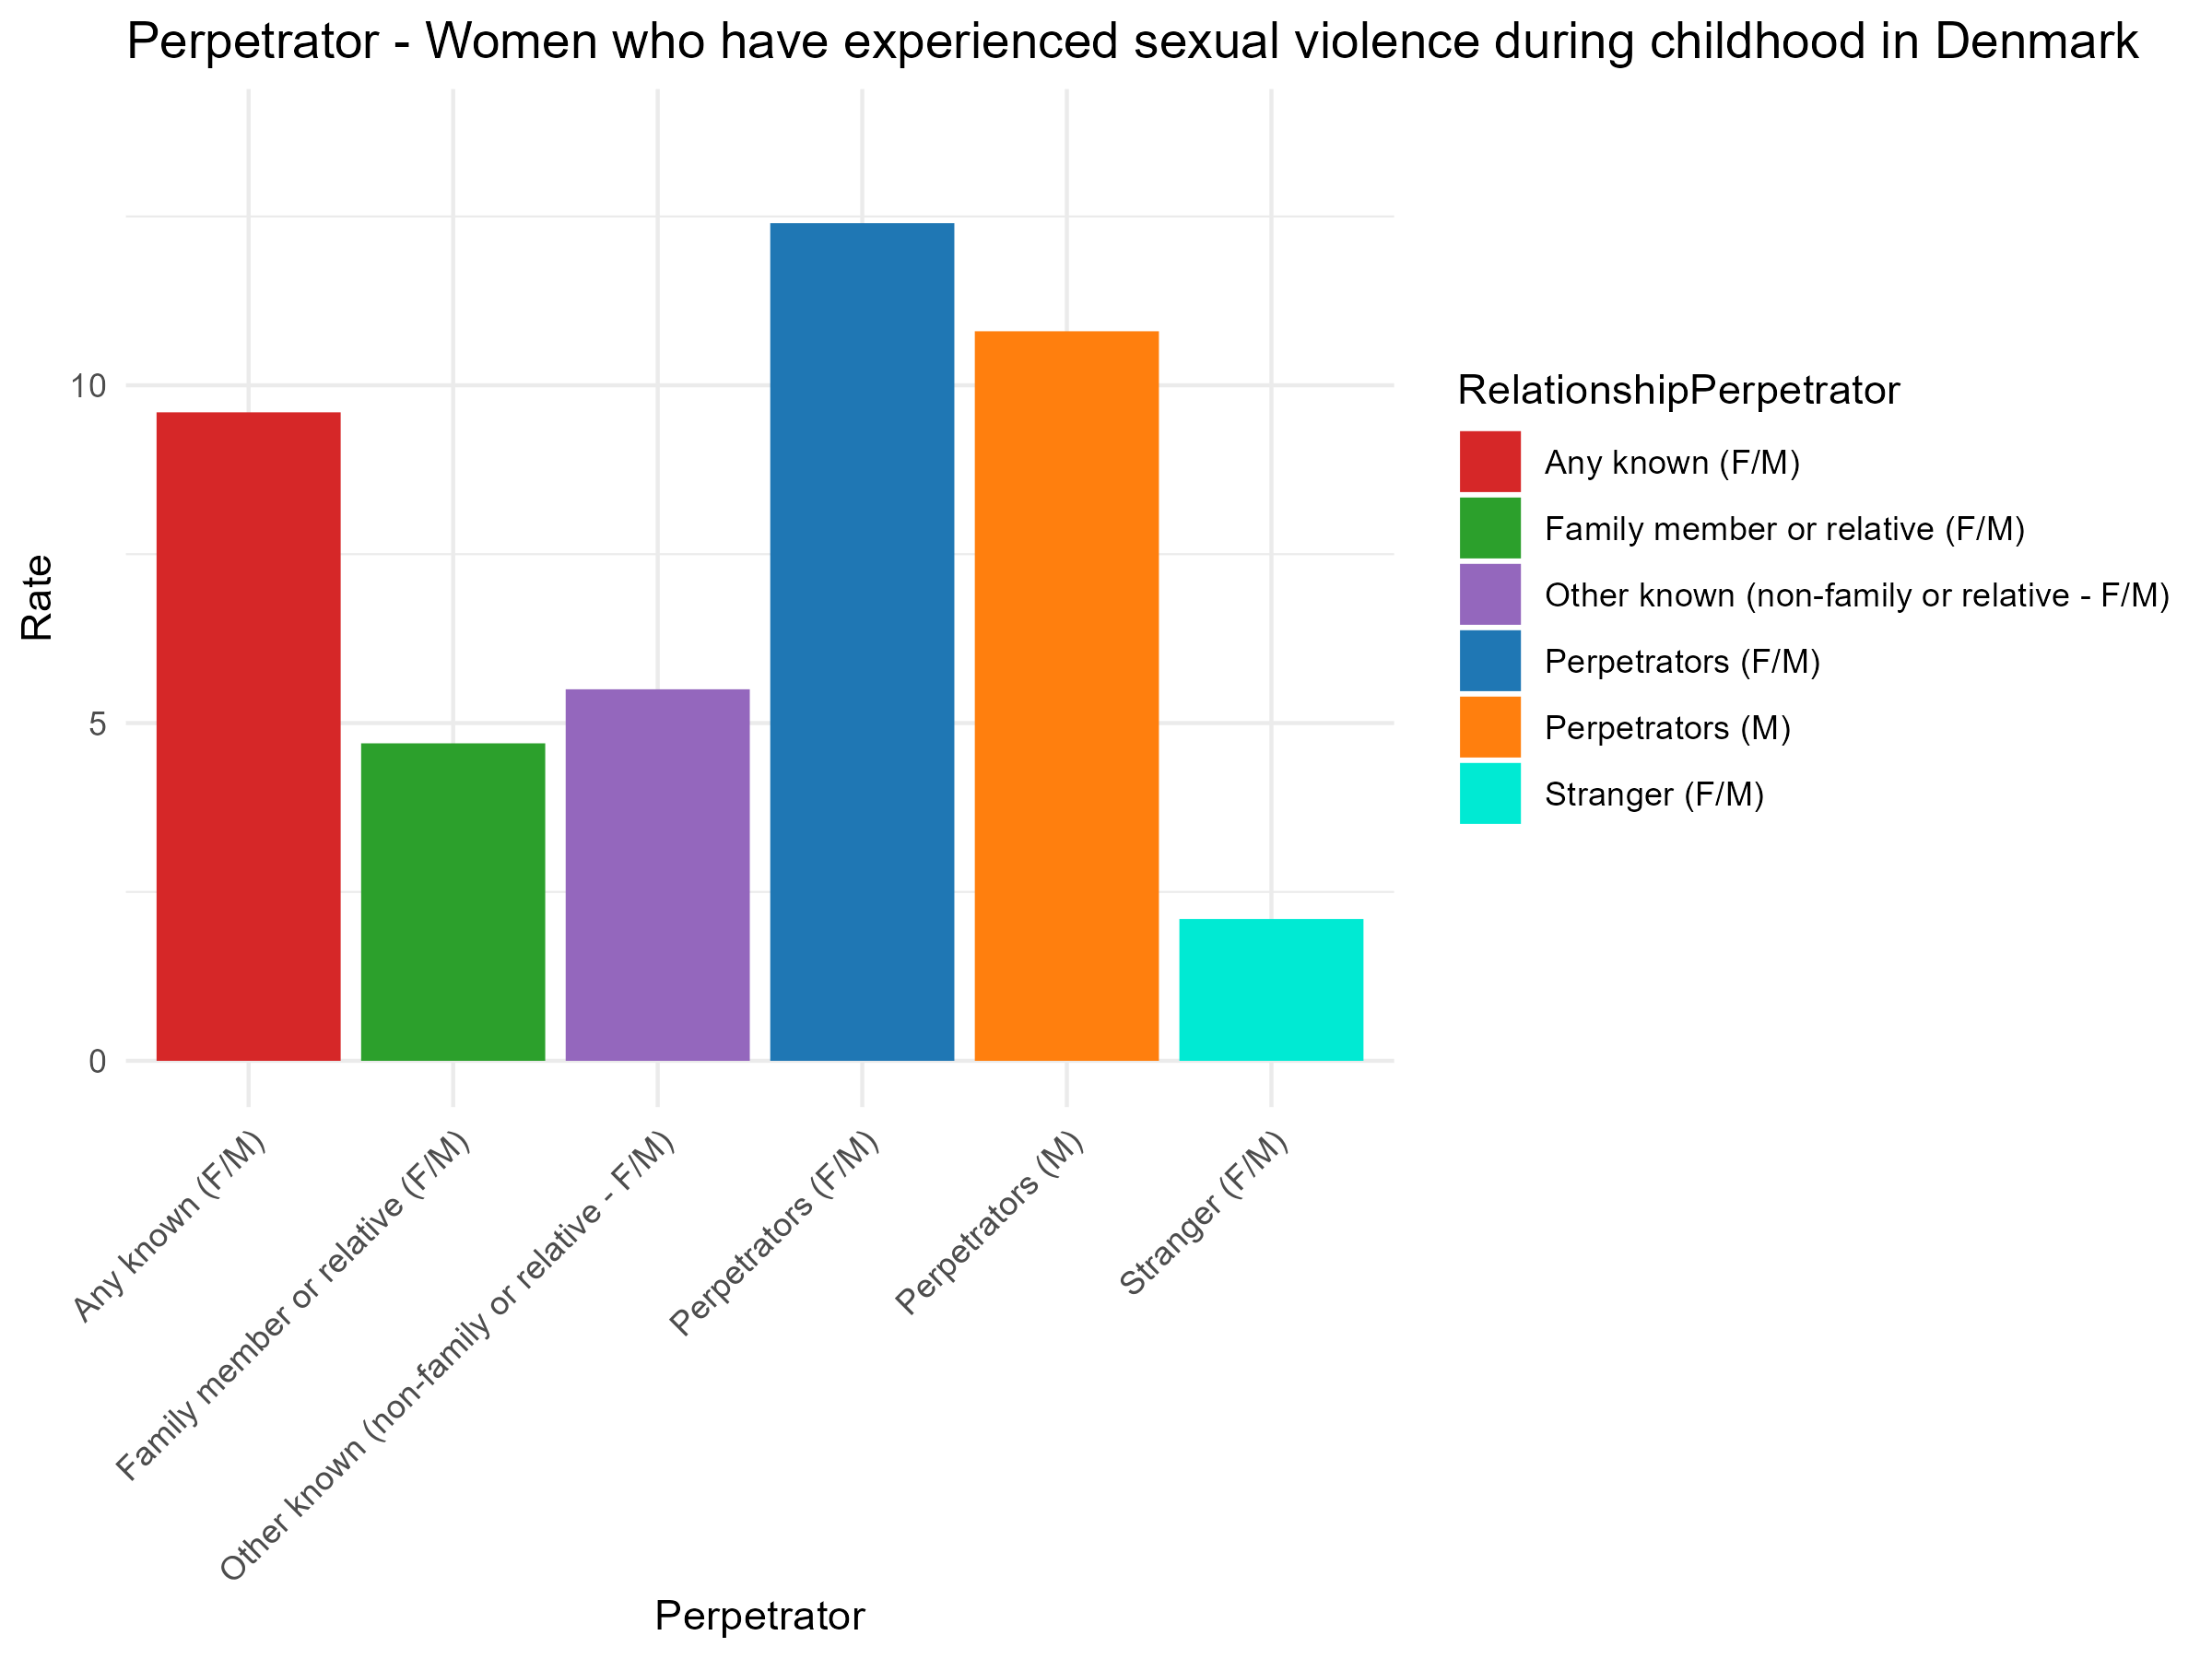 Perpetrator - Women who have experienced sexual violence during childhood in Denmark
Rate
10
5
0
Any known (F/M)
Family member or relative (F/M)
Other known (non-family or relative - F/M)
Perpetrators (F/M)
Perpetrators (M)
Stranger (F/M)
Perpetrator
RelationshipPerpetrator
Any known (F/M)
Family member or relative (F/M)
Other known (non-family or relative - F/M)
Perpetrators (F/M)
Perpetrators (M)
Stranger (F/M)